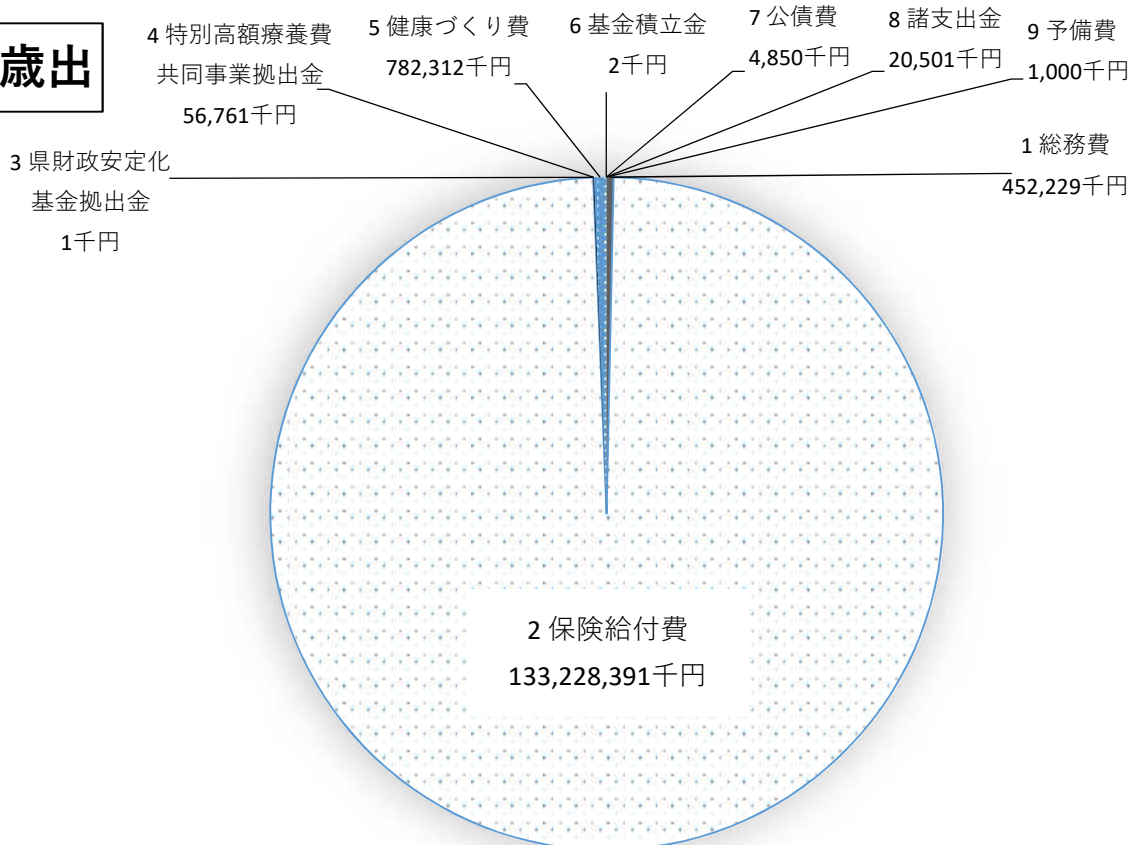 歳出
4 特別高額療養費
共同事業拠出金
56,761千円
5 健康づくり費
782,312千円
6 基金積立金
2千円
7 公債費
4,850千円
8 諸支出金
20,501千円
9 予備費
1,000千円
3 県財政安定化
基金拠出金
1千円
1 総務費
452,229千円
2 保険給付費
133,228,391千円